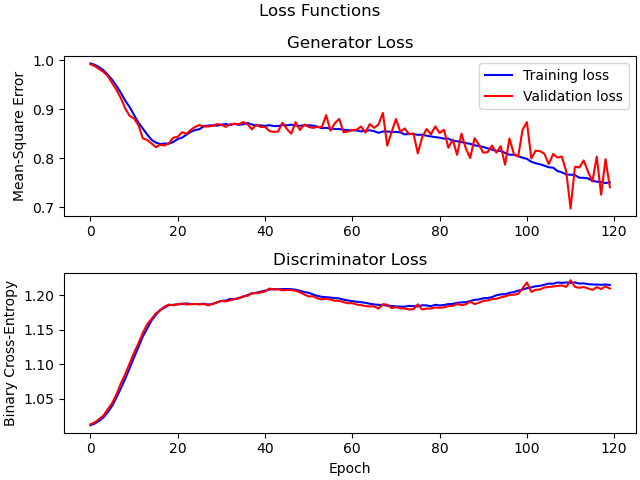 Loss Functions
Generator Loss
Mean-Square Error
1.0
0.9
0.8
0.7
Training loss
Validation loss
0 20 40 60 80 100 120
Discriminator Loss
Binary Cross-Entropy
1.20
1.15
1.10
1.05
0 20 40 60 80 100 120
Epoch